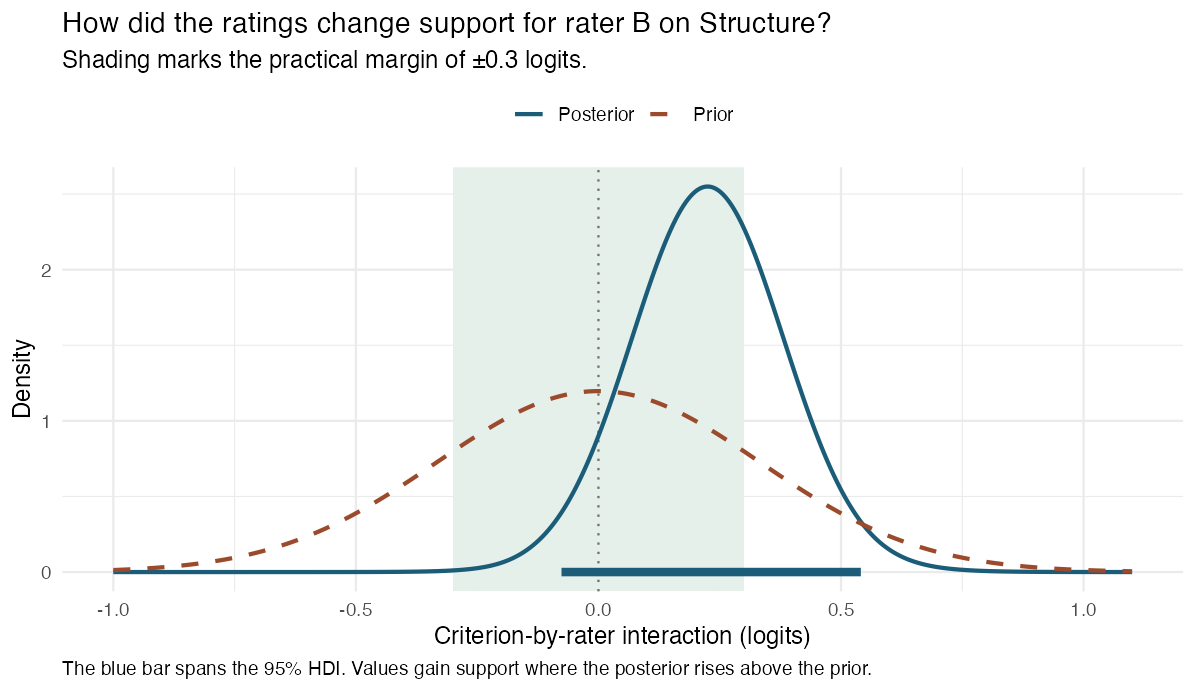 How did the ratings change support for rater B on Structure?
Shading marks the practical margin of ±0.3 logits.
Posterior Prior
Density
2
1
0
-1.0 -0.5 0.0 0.5 1.0
Criterion-by-rater interaction (logits)
The blue bar spans the 95% HDI. Values gain support where the posterior rises above the prior.